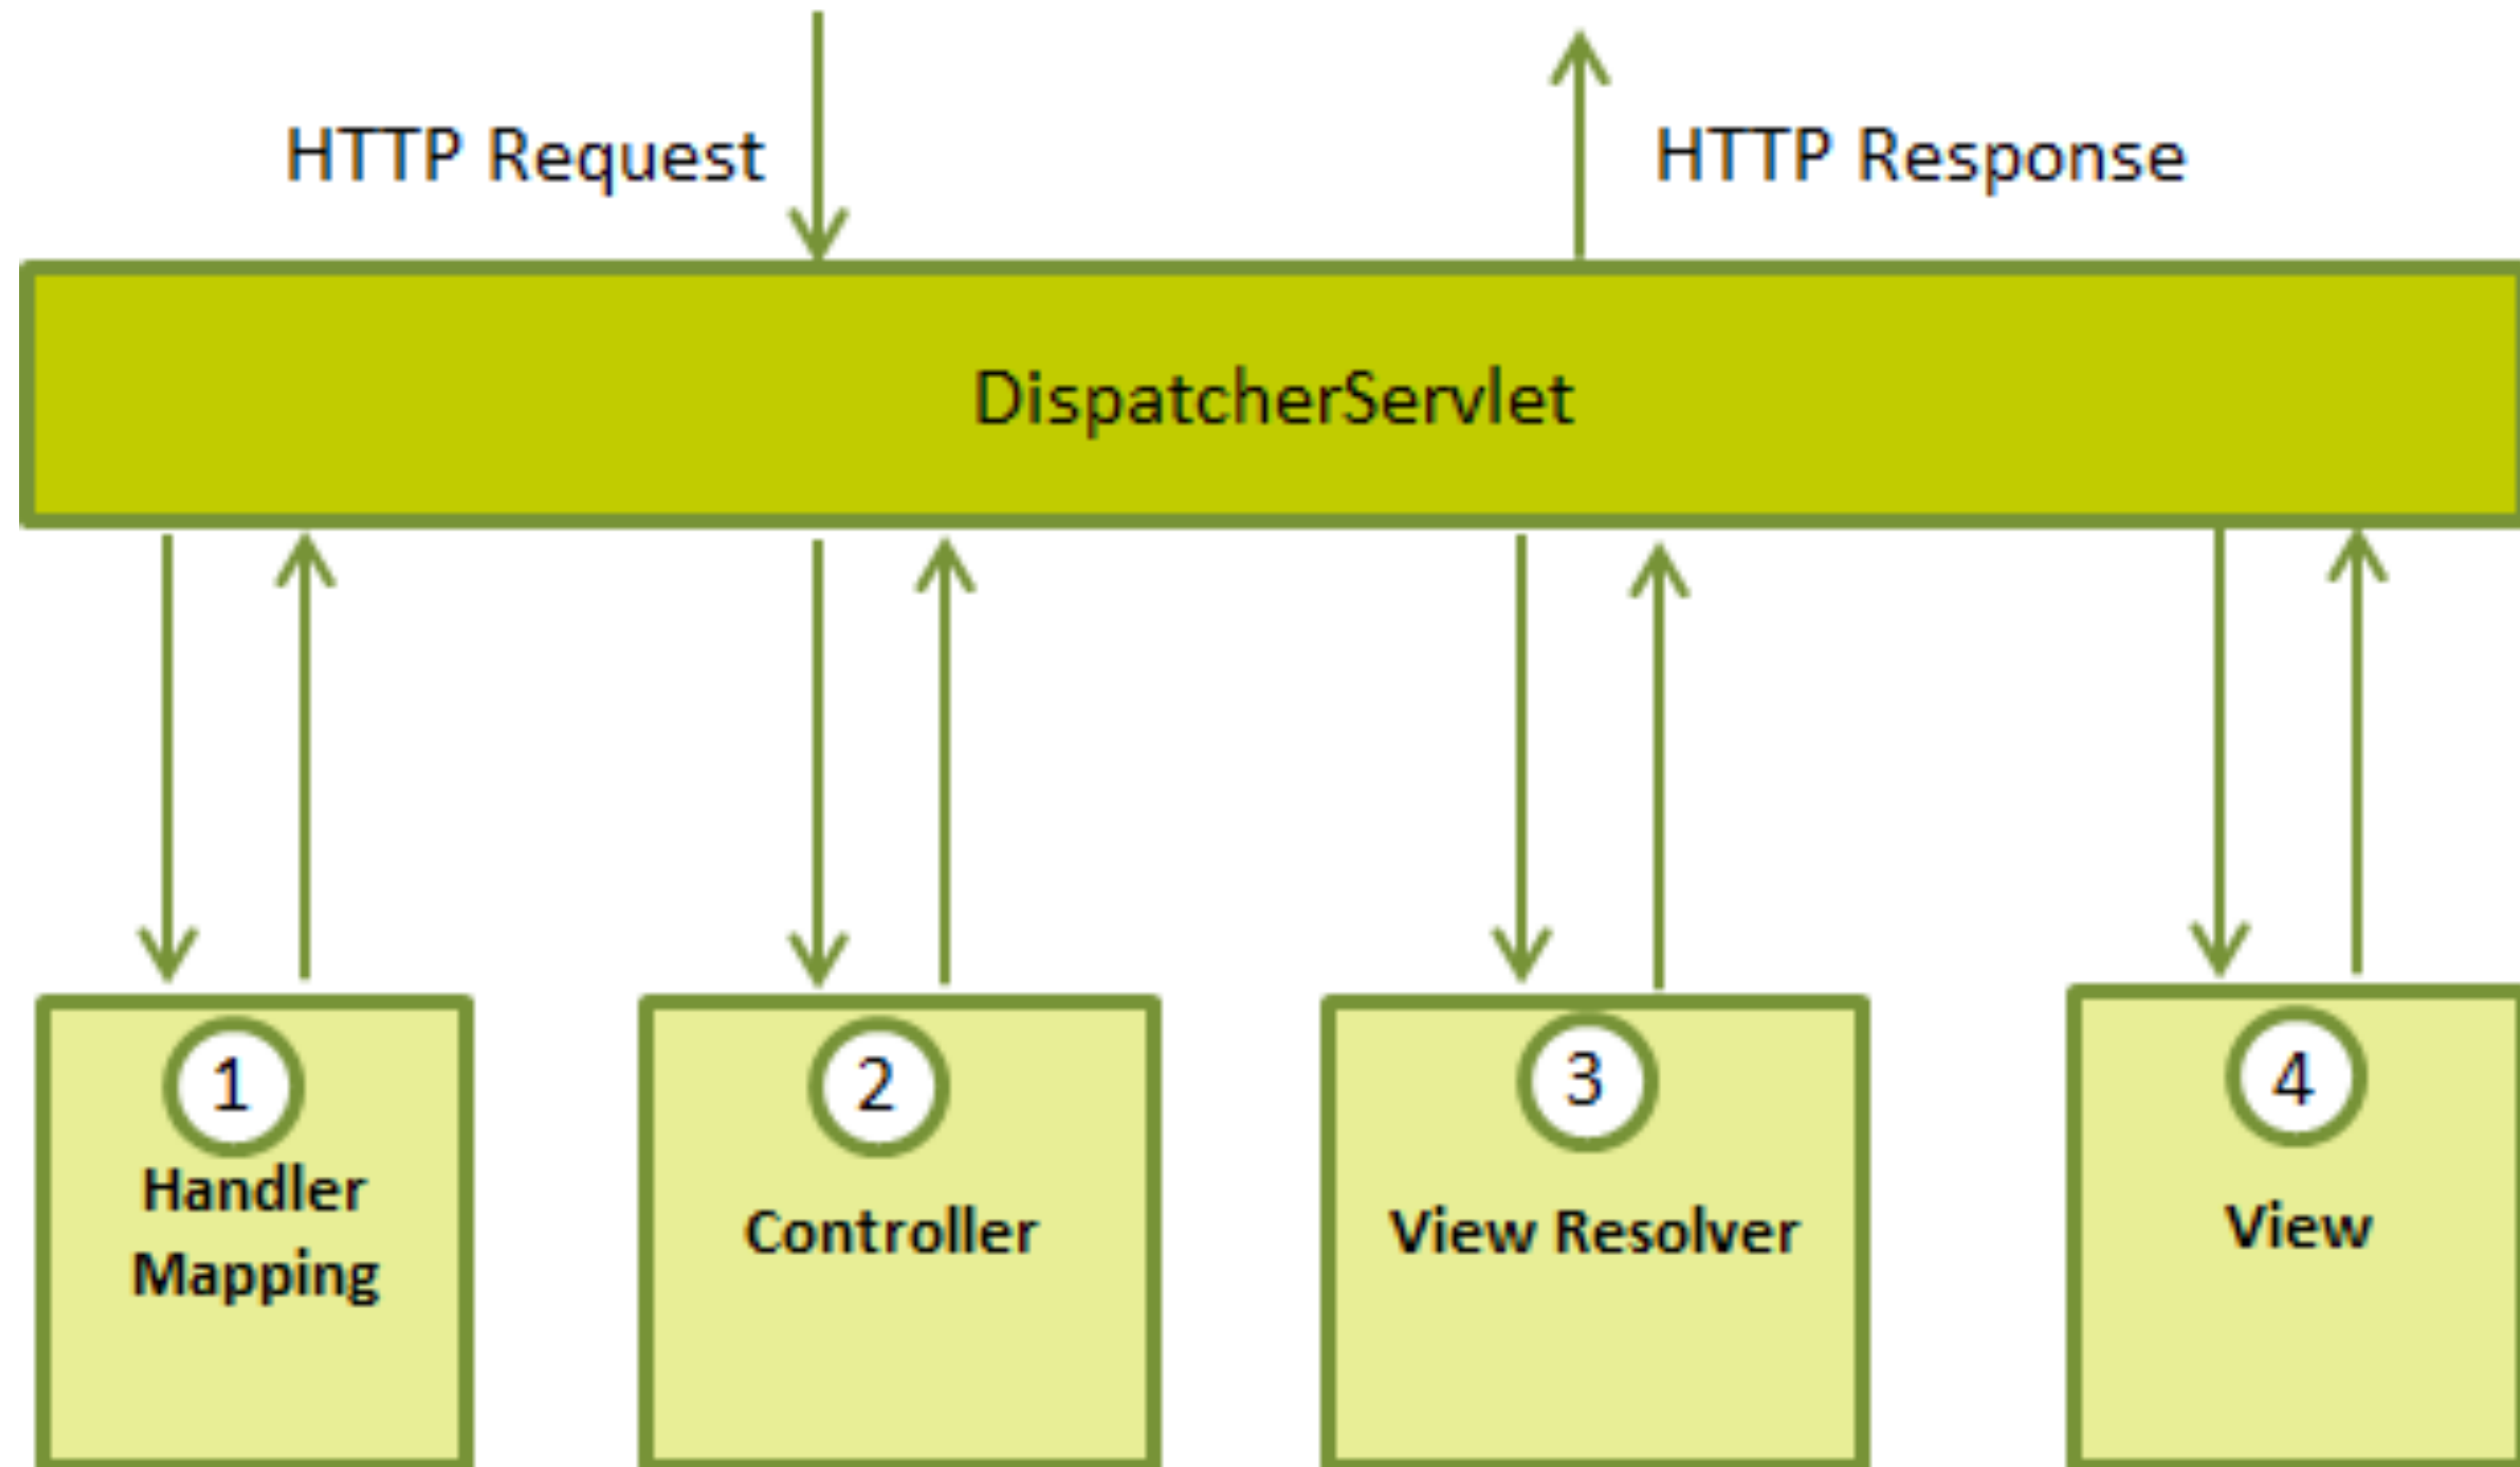 HTTP Request
HTTP Response
DispatcherServlet
1
Handler
Mapping
2
Controller
3
View Resolver
4
View